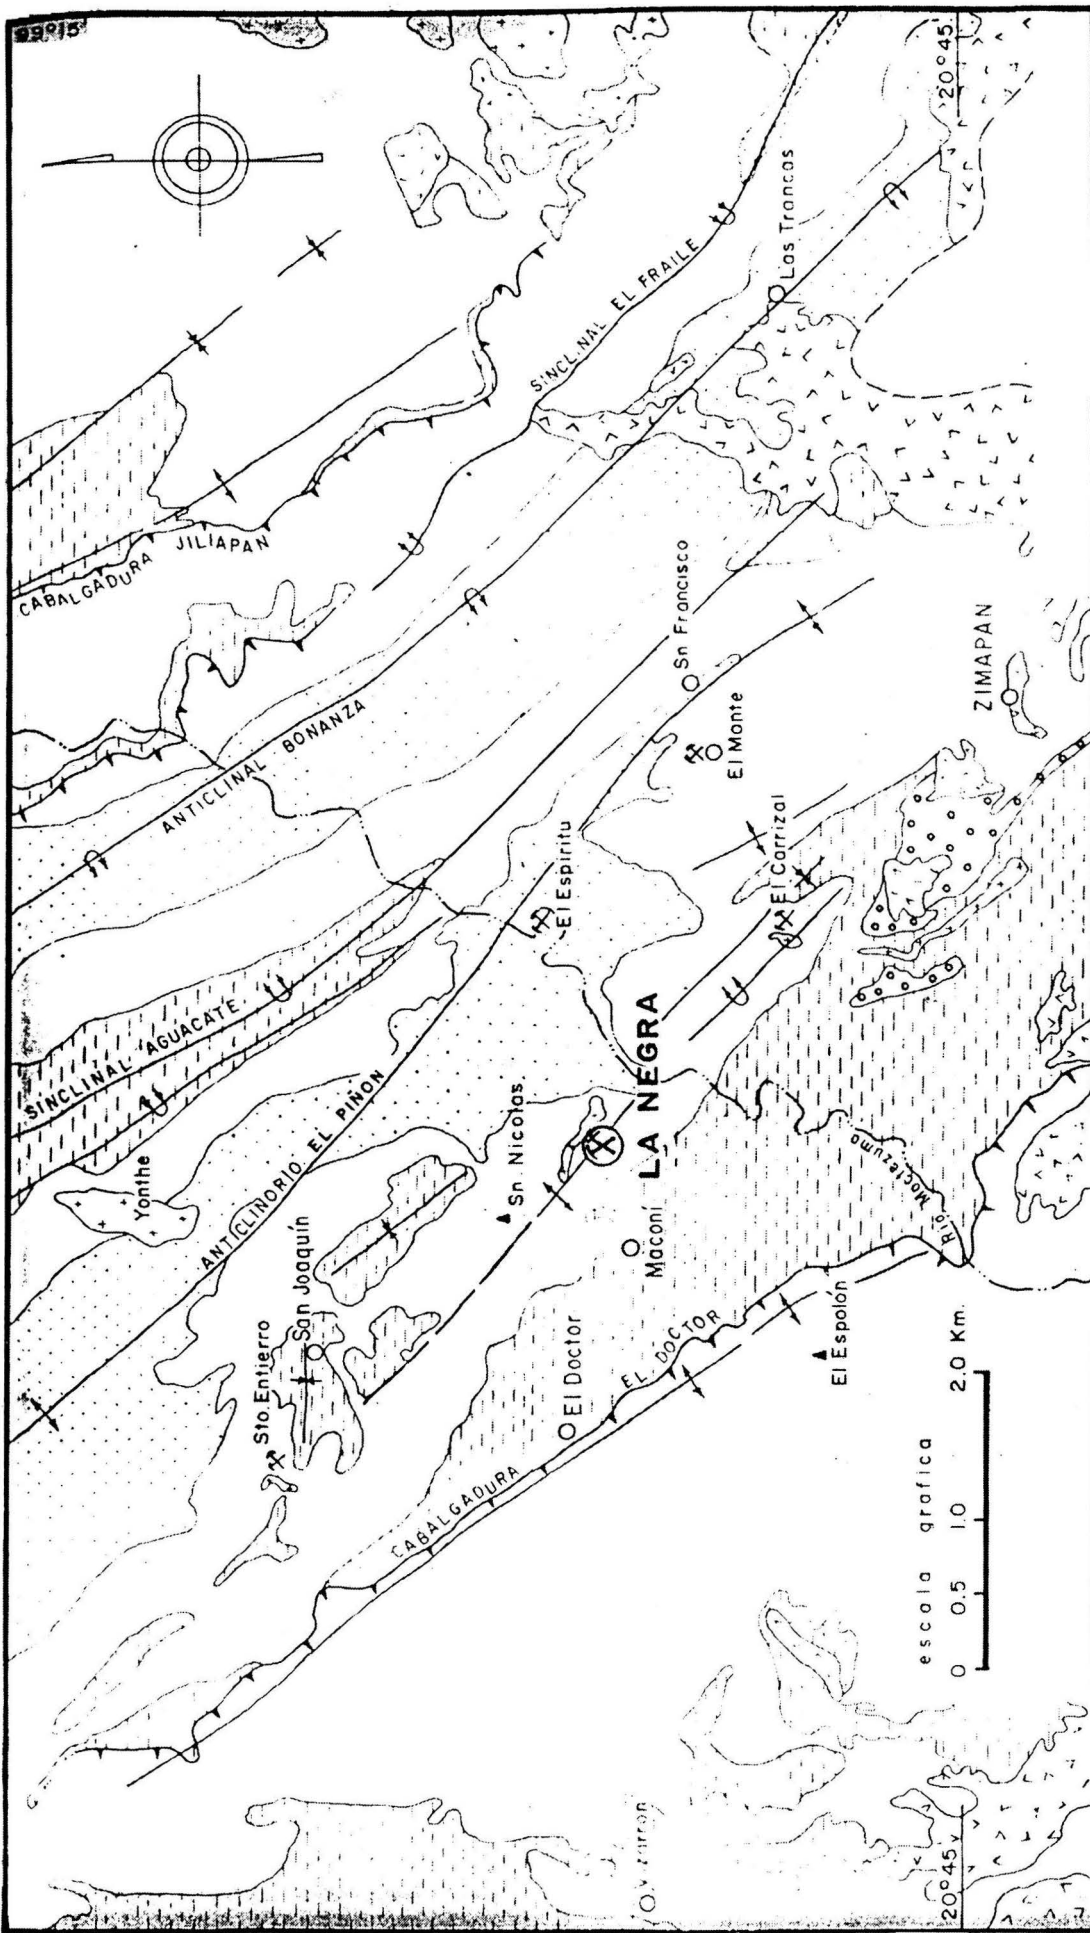 99°15'
CABALGADURA JILIAPAN
SINCLINAL EL FRAILE
Las Trancas
20°45'
ANTICLINAL BONANZA
Sn Francisco
El Monte
ZIMAPAN
SINCLINAL AGUACATE
El Espiritu
El Carrizal
ANTICLINORIO EL PIÑON
Yonthe
Sn Nicolas
LA NEGRA
Maconí
Rio Moctezuma
San Joaquín
Sto Entierro
El Doctor
CABALGADURA EL DOCTOR
El Espolón
escala grafica
0 0.5 1.0 2.0 Km.
20°45'